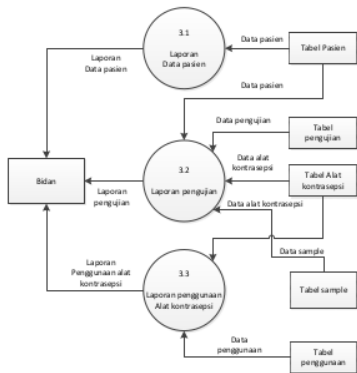 3.1
Laporan
Data pasien
Data pasien
Tabel Pasien
Laporan
Data pasien
Data pasien
Data pengujian
Tabel
pengujian
3.2
Laporan pengujian
Data alat
kontrasepsi
Tabel Alat
kontrasepsi
Bidan
Laporan
pengujian
Data alat kontrasepsi
Data sample
Tabel sample
Laporan
Penggunaan alat
kontrasepsi
3.3
Laporan penggunaan
Alat kontrasepsi
Data
penggunaan
Tabel
penggunaan